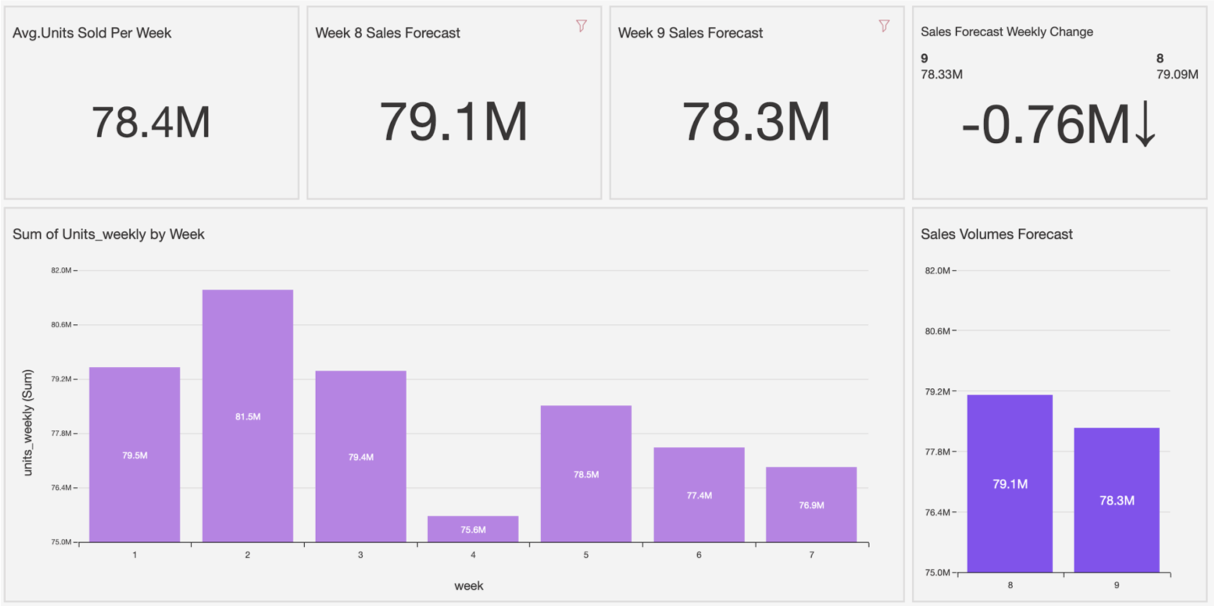 Avg.Units Sold Per Week
78.4M
Week 8 Sales Forecast
79.1M
Week 9 Sales Forecast
78.3M
Sales Forecast Weekly Change
9 8
78.33M 79.09M
-0.76M↓
Sum of Units_weekly by Week
units_weekly (Sum)
82.0M
80.6M
79.2M
77.8M
76.4M
75.0M
79.5M
81.5M
79.4M
75.6M
78.5M
77.4M
76.9M
1 2 3 4 5 6 7
week
Sales Volumes Forecast
82.0M
80.6M
79.2M
77.8M
76.4M
75.0M
79.1M
78.3M
8 9